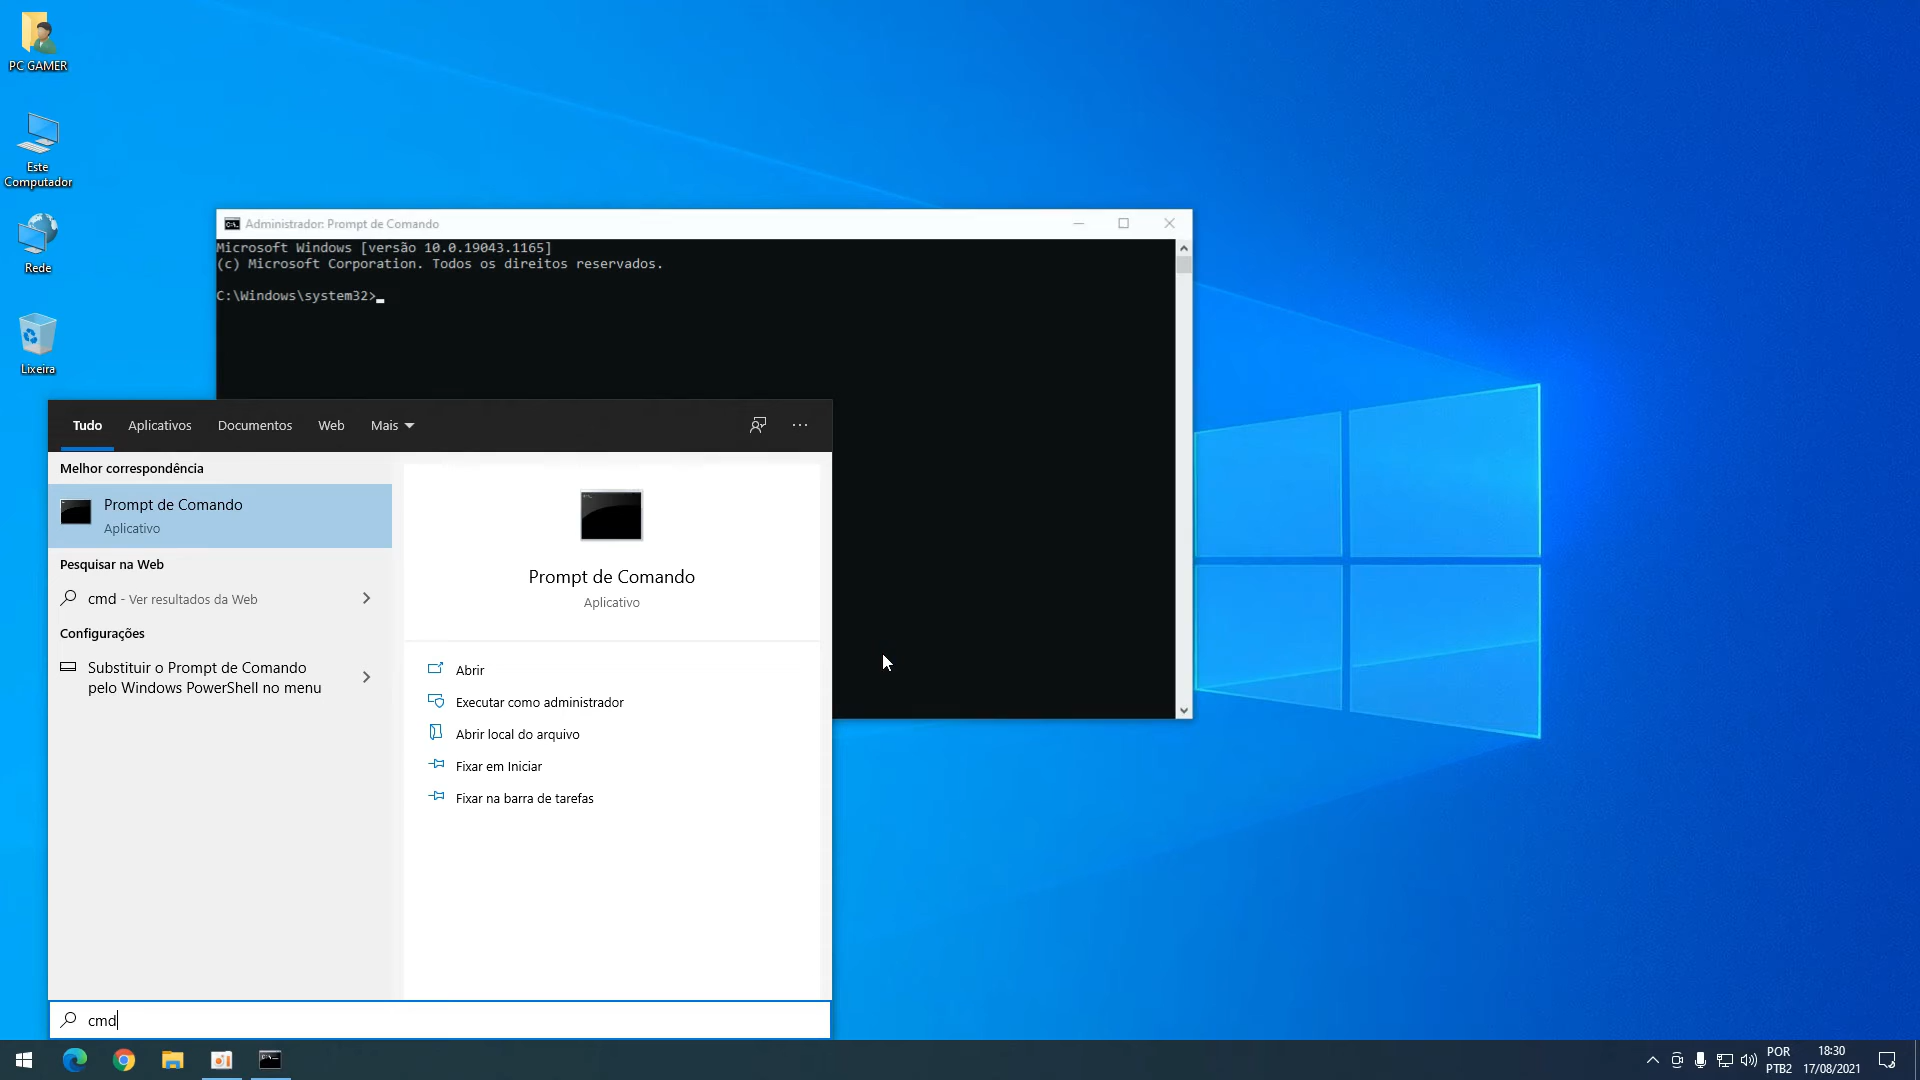 PC GAMER
Este
Computador
Rede
Lixeira
Administrador: Prompt de Comando
Microsoft Windows [versão 10.0.19043.1165]
(c) Microsoft Corporation. Todos os direitos reservados.
C:\Windows\system32>_
Tudo Aplicativos Documentos Web Mais
Melhor correspondência
Prompt de Comando
Aplicativo
Pesquisar na Web
cmd - Ver resultados da Web
Configurações
Substituir o Prompt de Comando
pelo Windows PowerShell no menu
Prompt de Comando
Aplicativo
Abrir
Executar como administrador
Abrir local do arquivo
Fixar em Iniciar
Fixar na barra de tarefas
cmd
POR
PTB2
18:30
17/08/2021